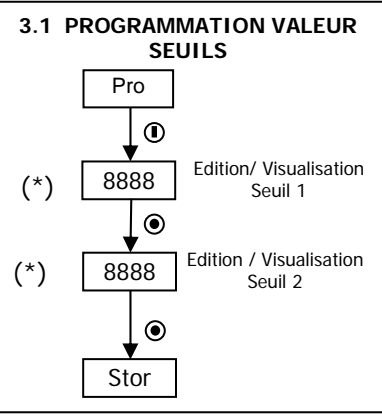 3.1 PROGRAMMATION VALEUR
SEUILS
Pro
(*)
8888
Edition/ Visualisation
Seuil 1
(*)
8888
Edition / Visualisation
Seuil 2
Stor